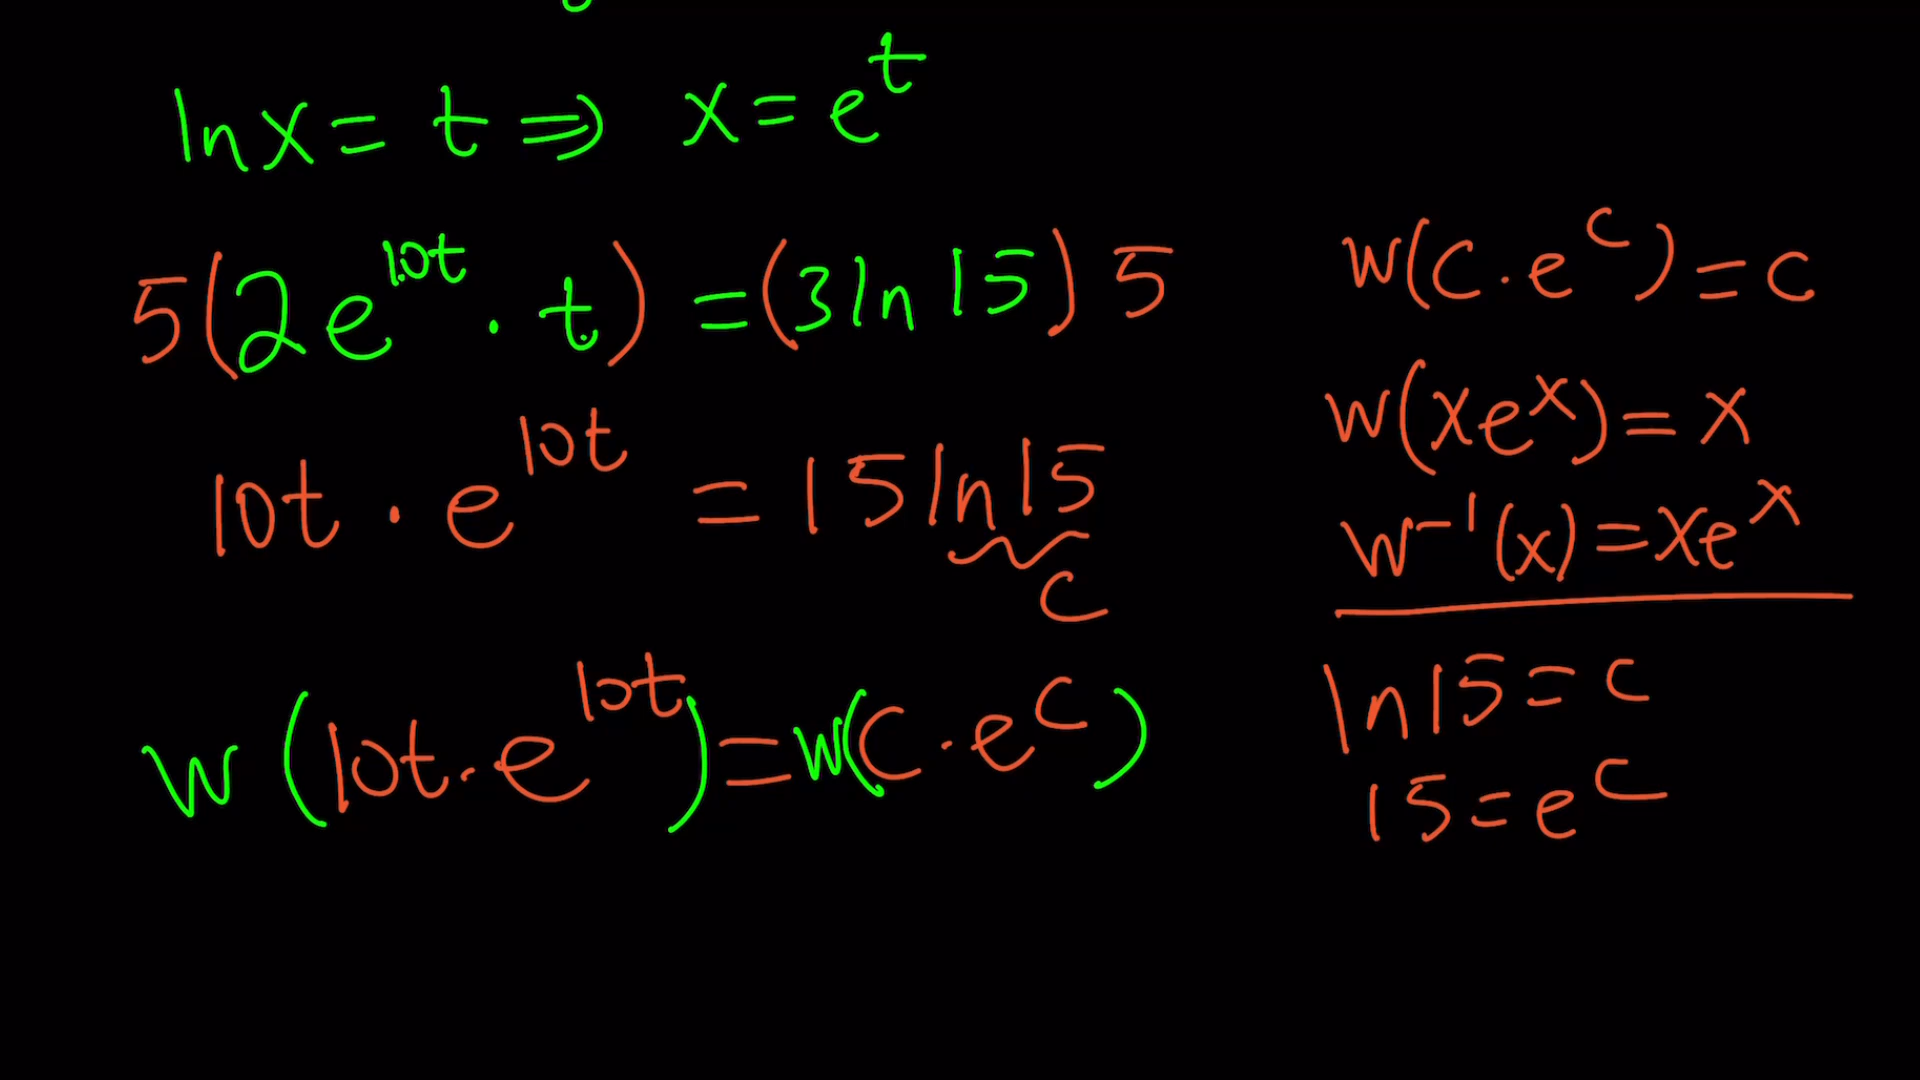 ln x = t ⇒ x = e^t
5(2e^{10t} · t) = (3 ln 15) 5
10t · e^{10t} = 15 ln 15
c
W(10t · e^{10t}) = W(c · e^c)
W(c · e^c) = c
W(xe^x) = x
W^{-1}(x) = xe^x
ln 15 = c
15 = e^c